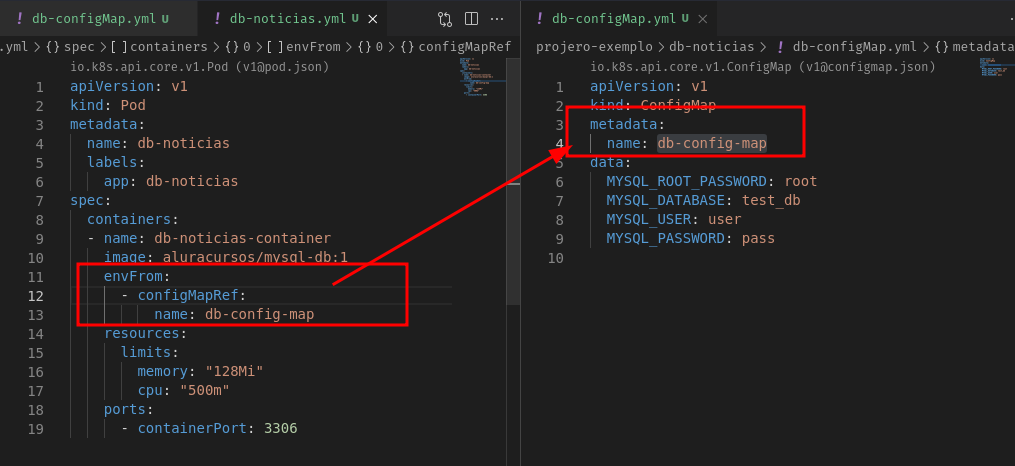 ! db-configMap.yml U
! db-noticias.yml U ×
.yml > {} spec > [ ] containers > {} 0 > [ ] envFrom > {} 0 > {} configMapRef
io.k8s.api.core.v1.Pod (v1@pod.json)
1 apiVersion: v1
2 kind: Pod
3 metadata:
4 name: db-noticias
5 labels:
6 app: db-noticias
7 spec:
8 containers:
9 - name: db-noticias-container
10 image: aluracursos/mysql-db:1
11 envFrom:
12 - configMapRef:
13 name: db-config-map
14 resources:
15 limits:
16 memory: "128Mi"
17 cpu: "500m"
18 ports:
19 - containerPort: 3306
! db-configMap.yml U ×
projero-exemplo > db-noticias > ! db-configMap.yml > {} metadata
io.k8s.api.core.v1.ConfigMap (v1@configmap.json)
1 apiVersion: v1
2 kind: ConfigMap
3 metadata:
4 name: db-config-map
5 data:
6 MYSQL_ROOT_PASSWORD: root
7 MYSQL_DATABASE: test_db
8 MYSQL_USER: user
9 MYSQL_PASSWORD: pass
10